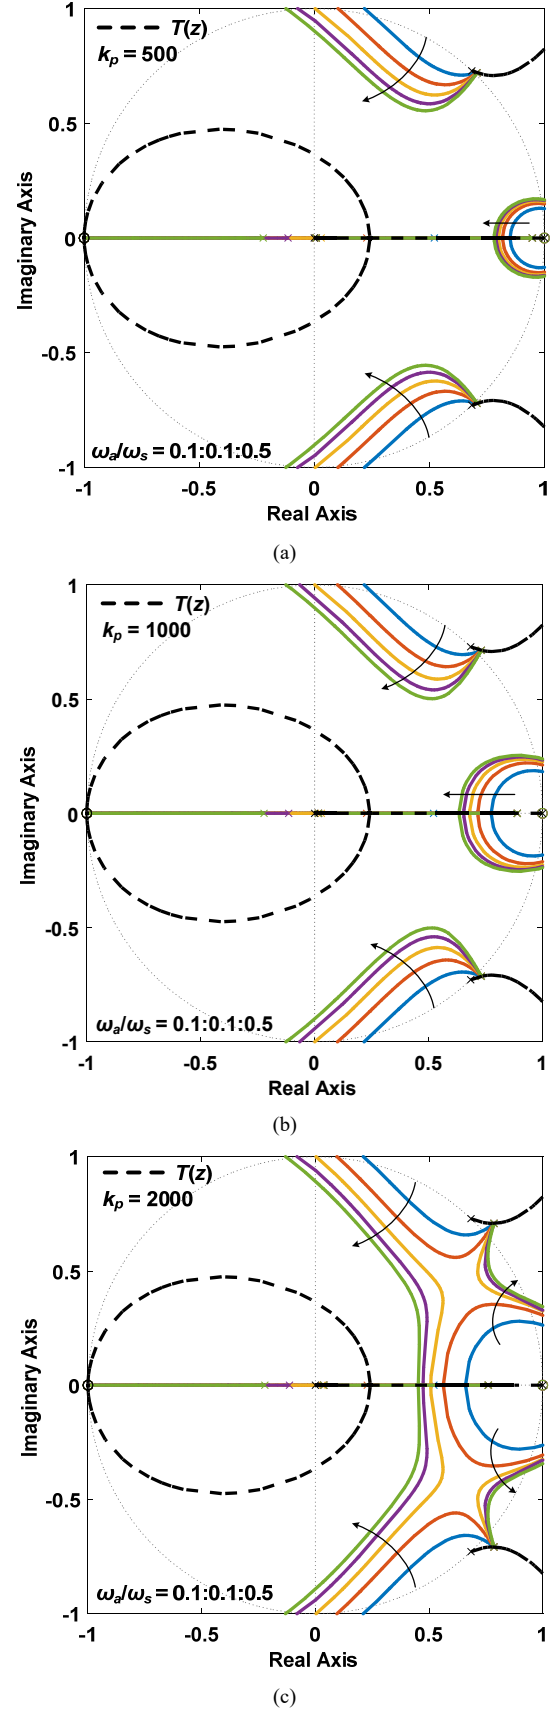 1
T(z)
kp = 500
0.5
0
-0.5
ωa/ωs = 0.1:0.1:0.5
-1
-1 -0.5 0 0.5 1
Imaginary Axis
Real Axis
(a)
1
T(z)
kp = 1000
0.5
0
-0.5
ωa/ωs = 0.1:0.1:0.5
-1
-1 -0.5 0 0.5 1
Imaginary Axis
Real Axis
(b)
1
T(z)
kp = 2000
0.5
0
-0.5
ωa/ωs = 0.1:0.1:0.5
-1
-1 -0.5 0 0.5 1
Imaginary Axis
Real Axis
(c)